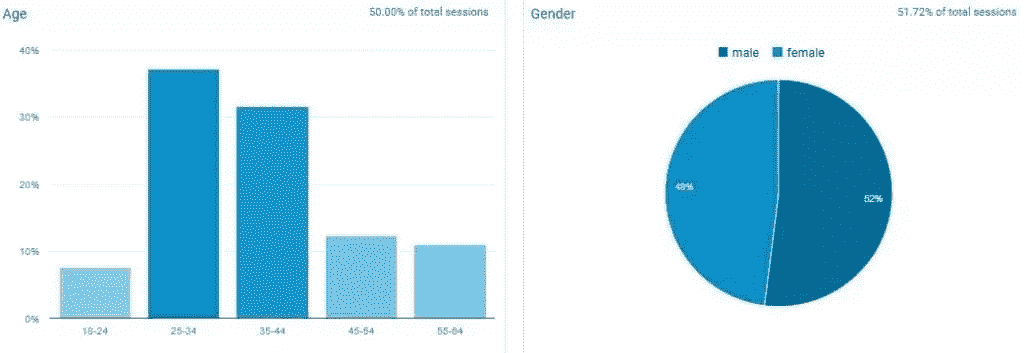 Age
50.00% of total sessions
40%
30%
20%
10%
0%
18-24
25-34
35-44
45-54
55-64
Gender
51.72% of total sessions
male
female
48%
52%